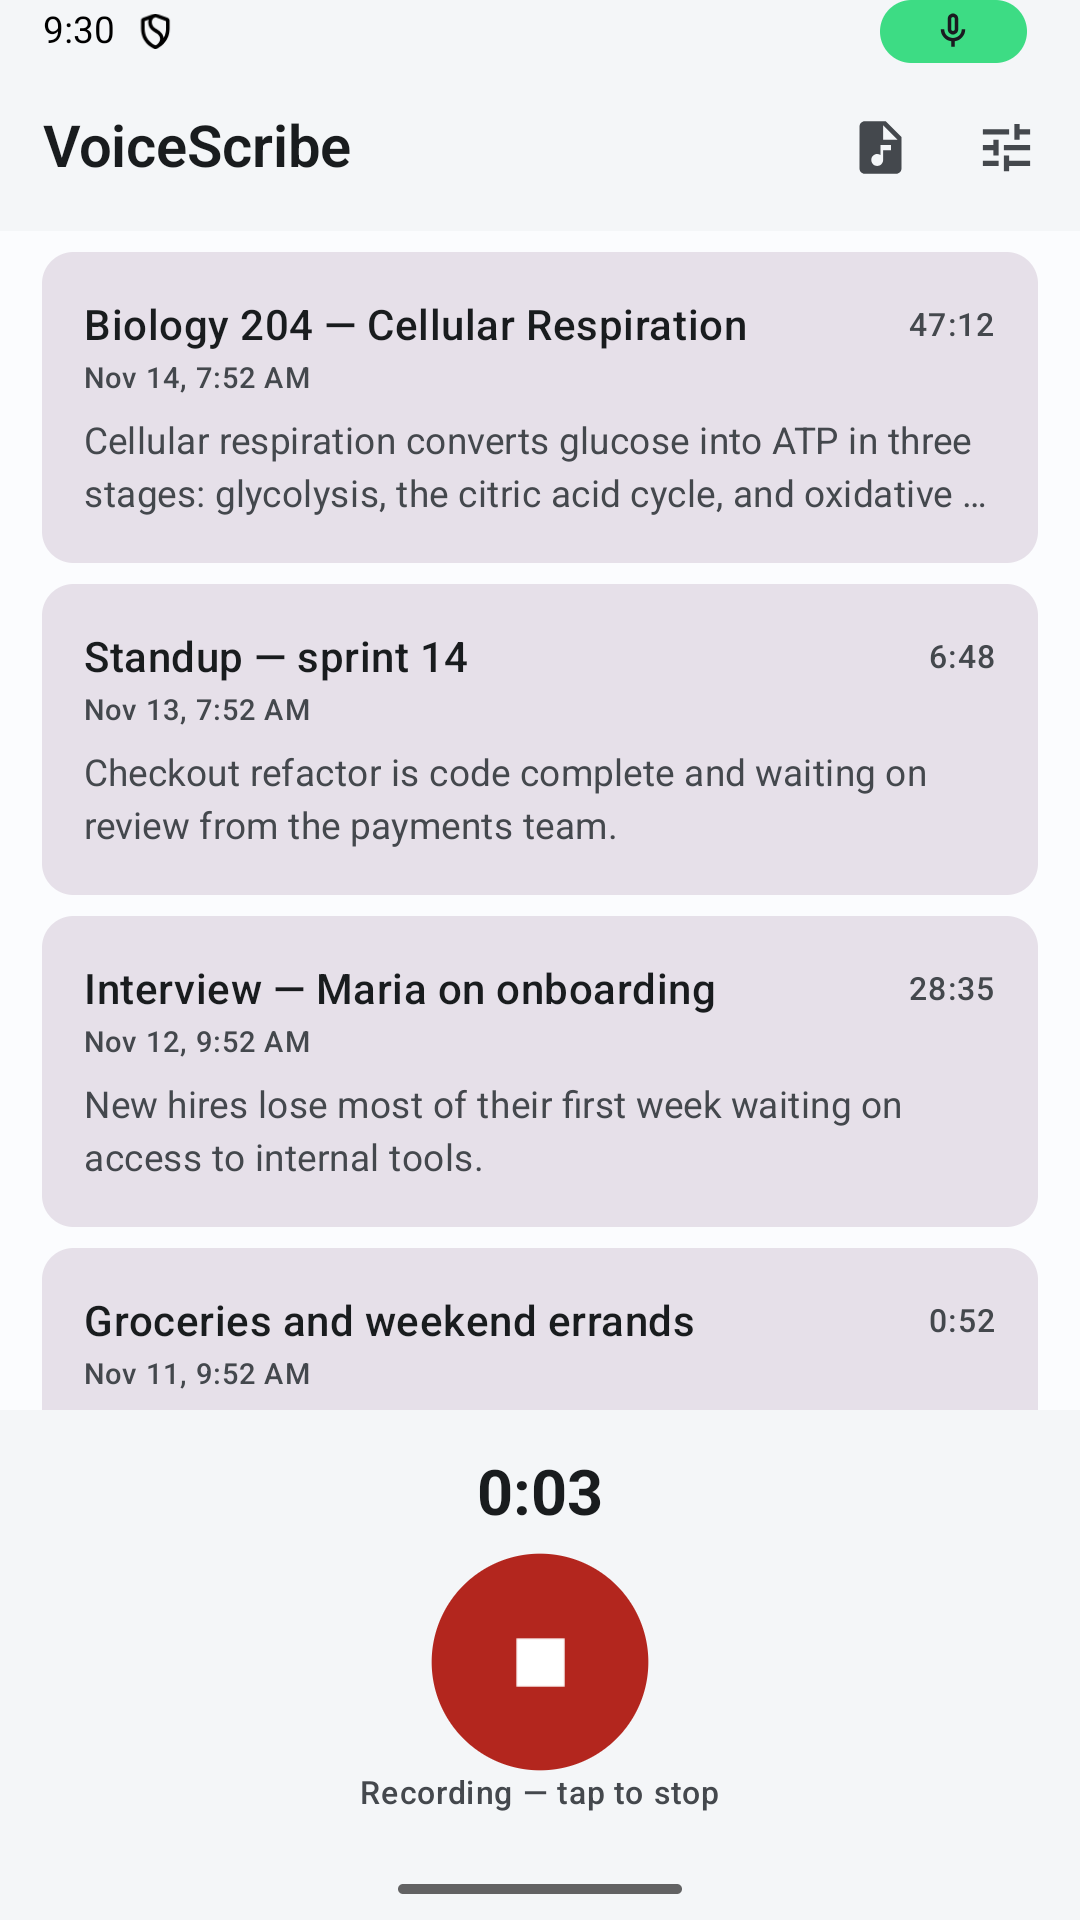 9:30
VoiceScribe
Biology 204 — Cellular Respiration
47:12
Nov 14, 7:52 AM
Cellular respiration converts glucose into ATP in three
stages: glycolysis, the citric acid cycle, and oxidative ...
Standup — sprint 14
6:48
Nov 13, 7:52 AM
Checkout refactor is code complete and waiting on
review from the payments team.
Interview — Maria on onboarding
28:35
Nov 12, 9:52 AM
New hires lose most of their first week waiting on
access to internal tools.
Groceries and weekend errands
0:52
Nov 11, 9:52 AM
0:03
Recording — tap to stop